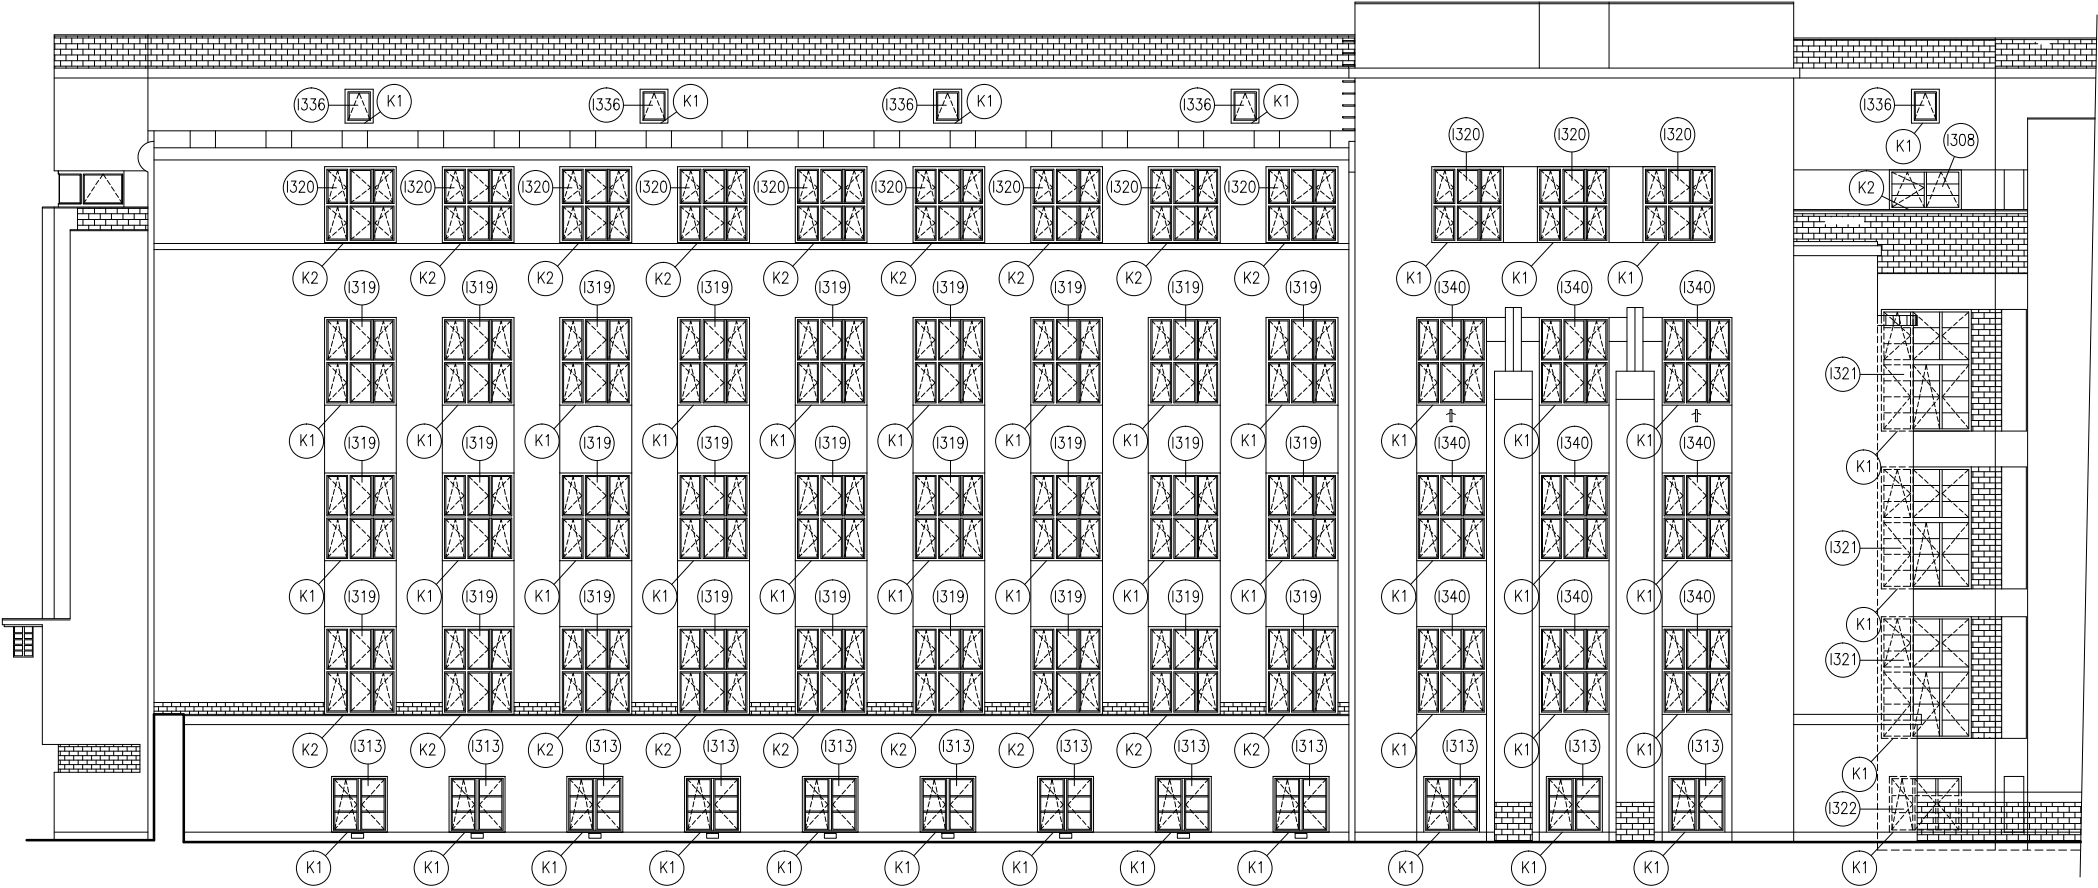 I336 K1 I336 K1 I336 K1 I336 K1 I336
I320 I320 I320 K1 I308
I320 I320 I320 I320 I320 I320 I320 I320 I320 K2
K2 K2 K2 K2 K2 K2 K2 K2 K2 K1 K1 K1
I319 I319 I319 I319 I319 I319 I319 I319 I319 I340 I340 I340
I321
K1 K1 K1 K1 K1 K1 K1 K1 K1 K1 K1 K1
I319 I319 I319 I319 I319 I319 I319 I319 I319 I340 I340 I340
K1
I321
K1 K1 K1 K1 K1 K1 K1 K1 K1 K1 K1 K1
I319 I319 I319 I319 I319 I319 I319 I319 I319 I340 I340 I340
K1
I321
K2 K2 K2 K2 K2 K2 K2 K2 K2 K1 K1 K1
I313 I313 I313 I313 I313 I313 I313 I313 I313 I313 I313 I313
K1
I322
K1 K1 K1 K1 K1 K1 K1 K1 K1 K1 K1 K1 K1